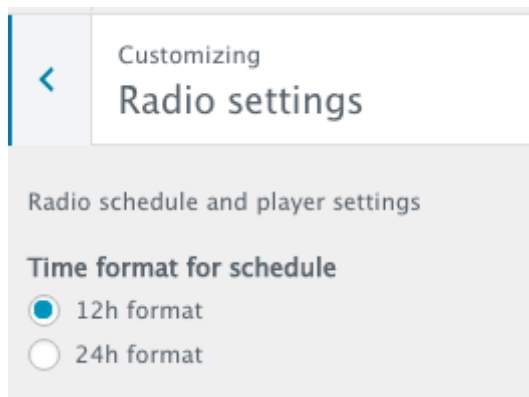 Customizing
Radio settings
Radio schedule and player settings
Time format for schedule
12h format
24h format